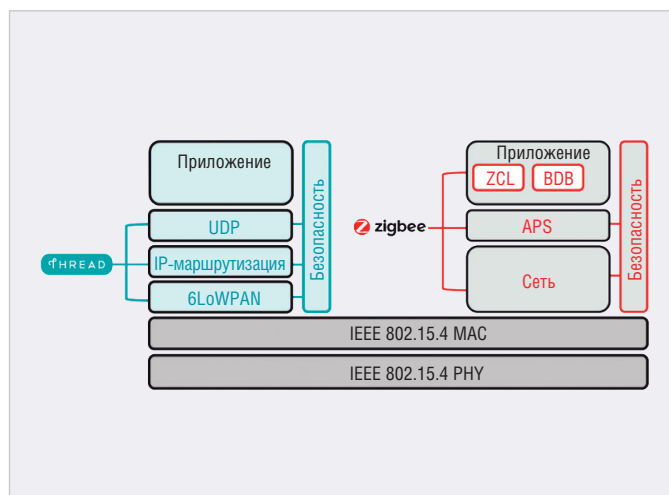 Приложение
UDP
IP-маршрутизация
6LoWPAN
Безопасность
THREAD
zigbee
Приложение
ZCL BDB
APS
Сеть
Безопасность
IEEE 802.15.4 MAC
IEEE 802.15.4 PHY